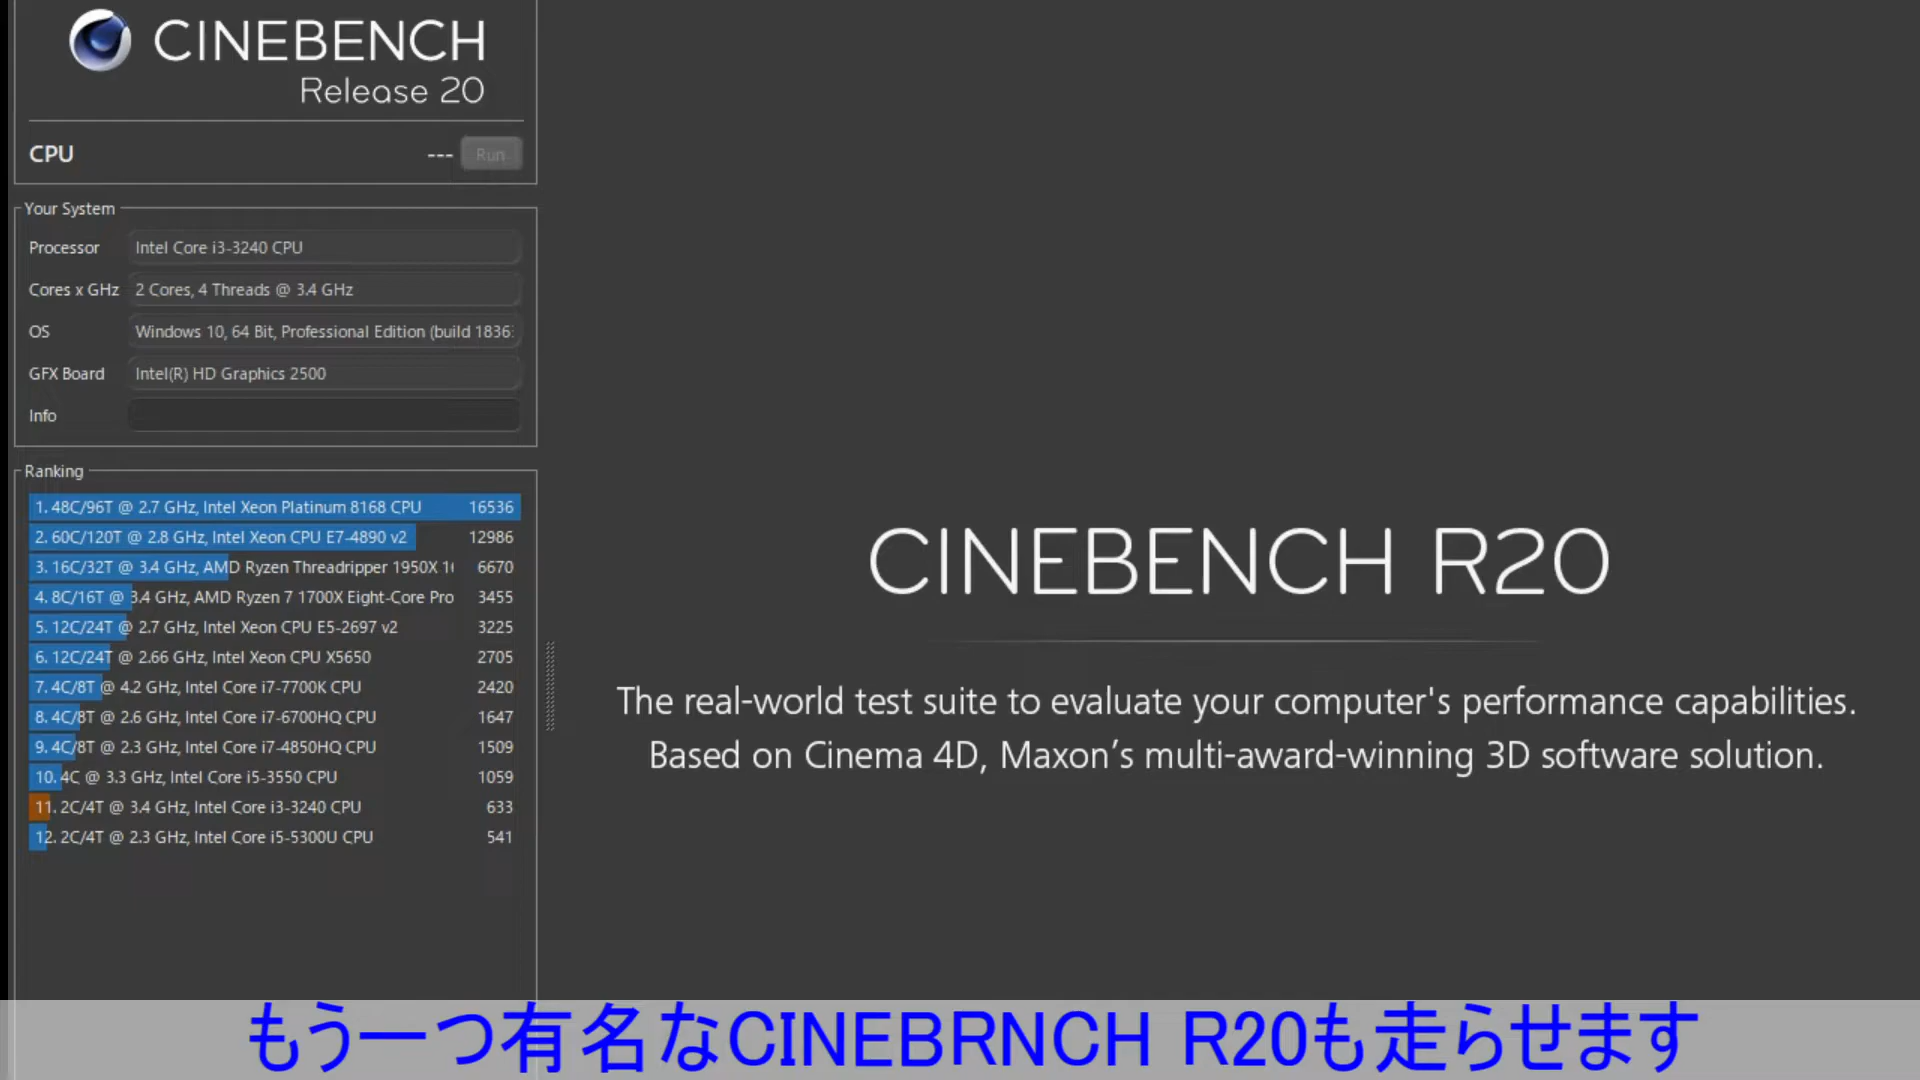 CINEBENCH
Release 20
CPU --- Run
Your System
Processor Intel Core i3-3240 CPU
Cores x GHz 2 Cores, 4 Threads @ 3.4 GHz
OS Windows 10, 64 Bit, Professional Edition (build 1836
GFX Board Intel(R) HD Graphics 2500
Info
Ranking
1. 48C/96T @ 2.7 GHz, Intel Xeon Platinum 8168 CPU 16536
2. 60C/120T @ 2.8 GHz, Intel Xeon CPU E7-4890 v2 12986
3. 16C/32T @ 3.4 GHz, AMD Ryzen Threadripper 1950X 1 6670
4. 8C/16T @ 3.4 GHz, AMD Ryzen 7 1700X Eight-Core Pro 3455
5. 12C/24T @ 2.7 GHz, Intel Xeon CPU E5-2697 v2 3225
6. 12C/24T @ 2.66 GHz, Intel Xeon CPU X5650 2705
7. 4C/8T @ 4.2 GHz, Intel Core i7-7700K CPU 2420
8. 4C/8T @ 2.6 GHz, Intel Core i7-6700HQ CPU 1647
9. 4C/8T @ 2.3 GHz, Intel Core i7-4850HQ CPU 1509
10. 4C @ 3.3 GHz, Intel Core i5-3550 CPU 1059
11. 2C/4T @ 3.4 GHz, Intel Core i3-3240 CPU 633
12. 2C/4T @ 2.3 GHz, Intel Core i5-5300U CPU 541
CINEBENCH R20
The real-world test suite to evaluate your computer's performance capabilities.
Based on Cinema 4D, Maxon’s multi-award-winning 3D software solution.
もう一つ有名なCINEBRNCH R20も走らせます